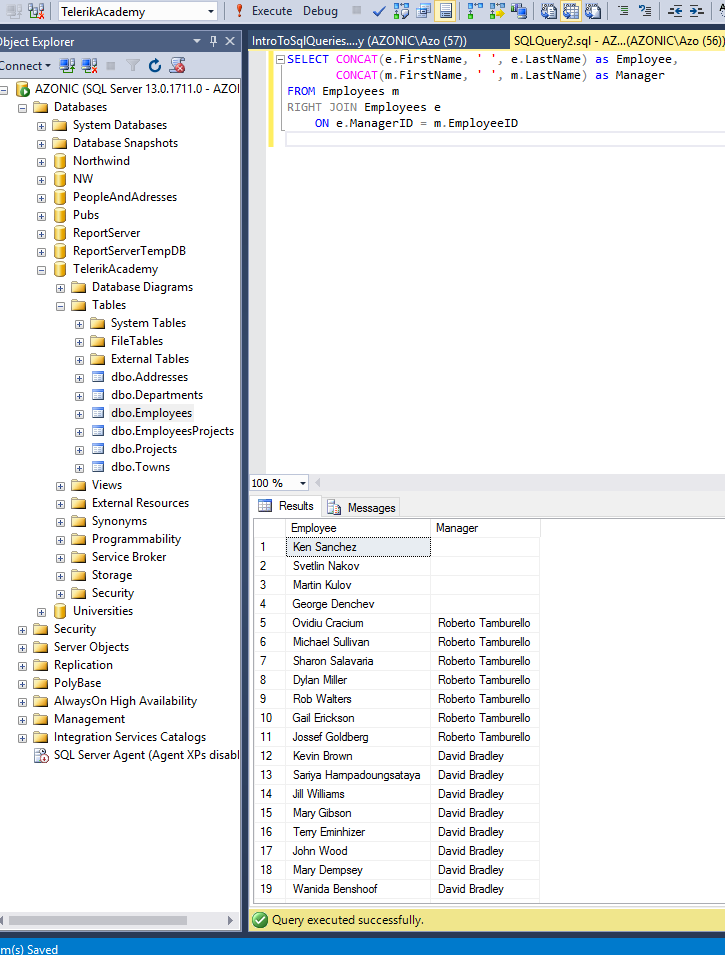 TelerikAcademy
Execute
Debug
Object Explorer
Connect
AZONIC (SQL Server 13.0.1711.0 - AZOI
Databases
System Databases
Database Snapshots
Northwind
NW
PeopleAndAdresses
Pubs
ReportServer
ReportServerTempDB
TelerikAcademy
Database Diagrams
Tables
System Tables
FileTables
External Tables
dbo.Addresses
dbo.Departments
dbo.Employees
dbo.EmployeesProjects
dbo.Projects
dbo.Towns
Views
External Resources
Synonyms
Programmability
Service Broker
Storage
Security
Universities
Security
Server Objects
Replication
PolyBase
AlwaysOn High Availability
Management
Integration Services Catalogs
SQL Server Agent (Agent XPs disabl
IntroToSqlQueries....y (AZONIC\Azo (57))
SQLQuery2.sql - AZ...(AZONIC\Azo (56))
SELECT CONCAT(e.FirstName, ' ', e.LastName) as Employee,
CONCAT(m.FirstName, ' ', m.LastName) as Manager
FROM Employees m
RIGHT JOIN Employees e
ON e.ManagerID = m.EmployeeID
100 %
Results
Messages
Employee Manager
1 Ken Sanchez
2 Svetlin Nakov
3 Martin Kulov
4 George Denchev
5 Ovidiu Cracium Roberto Tamburello
6 Michael Sullivan Roberto Tamburello
7 Sharon Salavaria Roberto Tamburello
8 Dylan Miller Roberto Tamburello
9 Rob Walters Roberto Tamburello
10 Gail Erickson Roberto Tamburello
11 Jossef Goldberg Roberto Tamburello
12 Kevin Brown David Bradley
13 Sariya Hampadoungsataya David Bradley
14 Jill Williams David Bradley
15 Mary Gibson David Bradley
16 Terry Eminhizer David Bradley
17 John Wood David Bradley
18 Mary Dempsey David Bradley
19 Wanida Benshoof David Bradley
Query executed successfully.
m(s) Saved